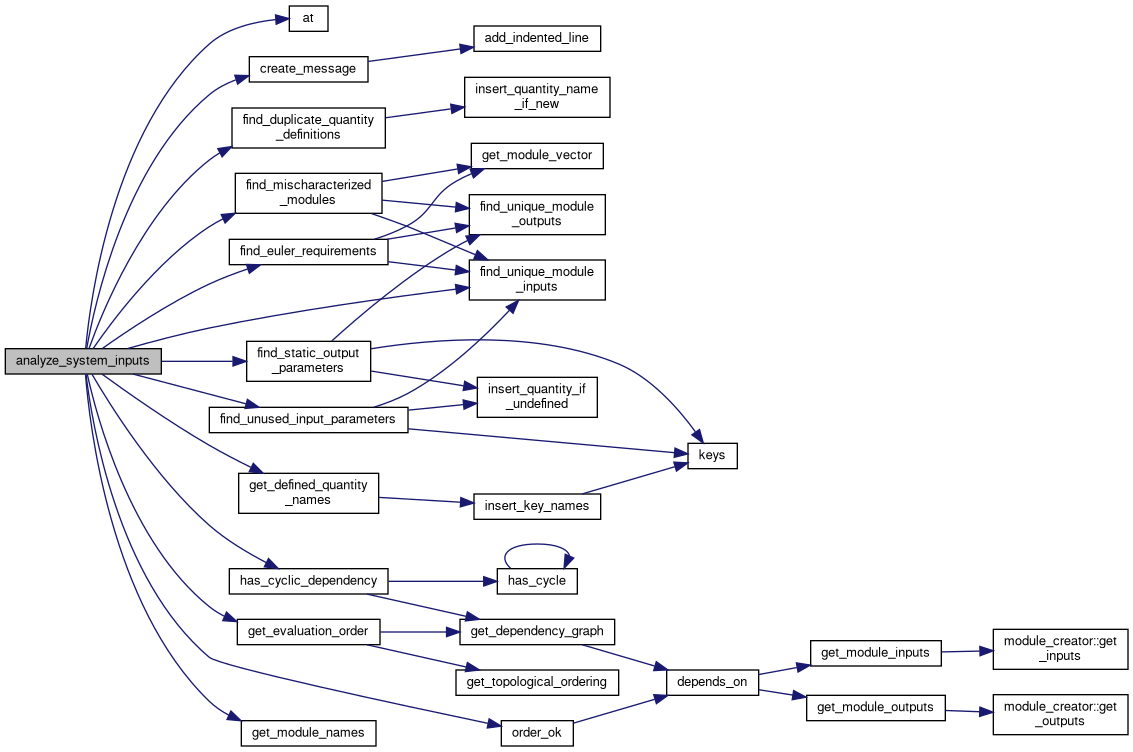 at
add_indented_line
create_message
insert_quantity_name
_if_new
find_duplicate_quantity
_definitions
get_module_vector
find_mischaracterized
_modules
find_unique_module
_outputs
find_euler_requirements
find_unique_module
_inputs
analyze_system_inputs
find_static_output
_parameters
insert_quantity_if
_undefined
find_unused_input_parameters
keys
get_defined_quantity
_names
insert_key_names
has_cyclic_dependency
has_cycle
get_evaluation_order
get_dependency_graph
get_module_inputs
module_creator::get
_inputs
get_topological_ordering
depends_on
get_module_outputs
module_creator::get
_outputs
get_module_names
order_ok